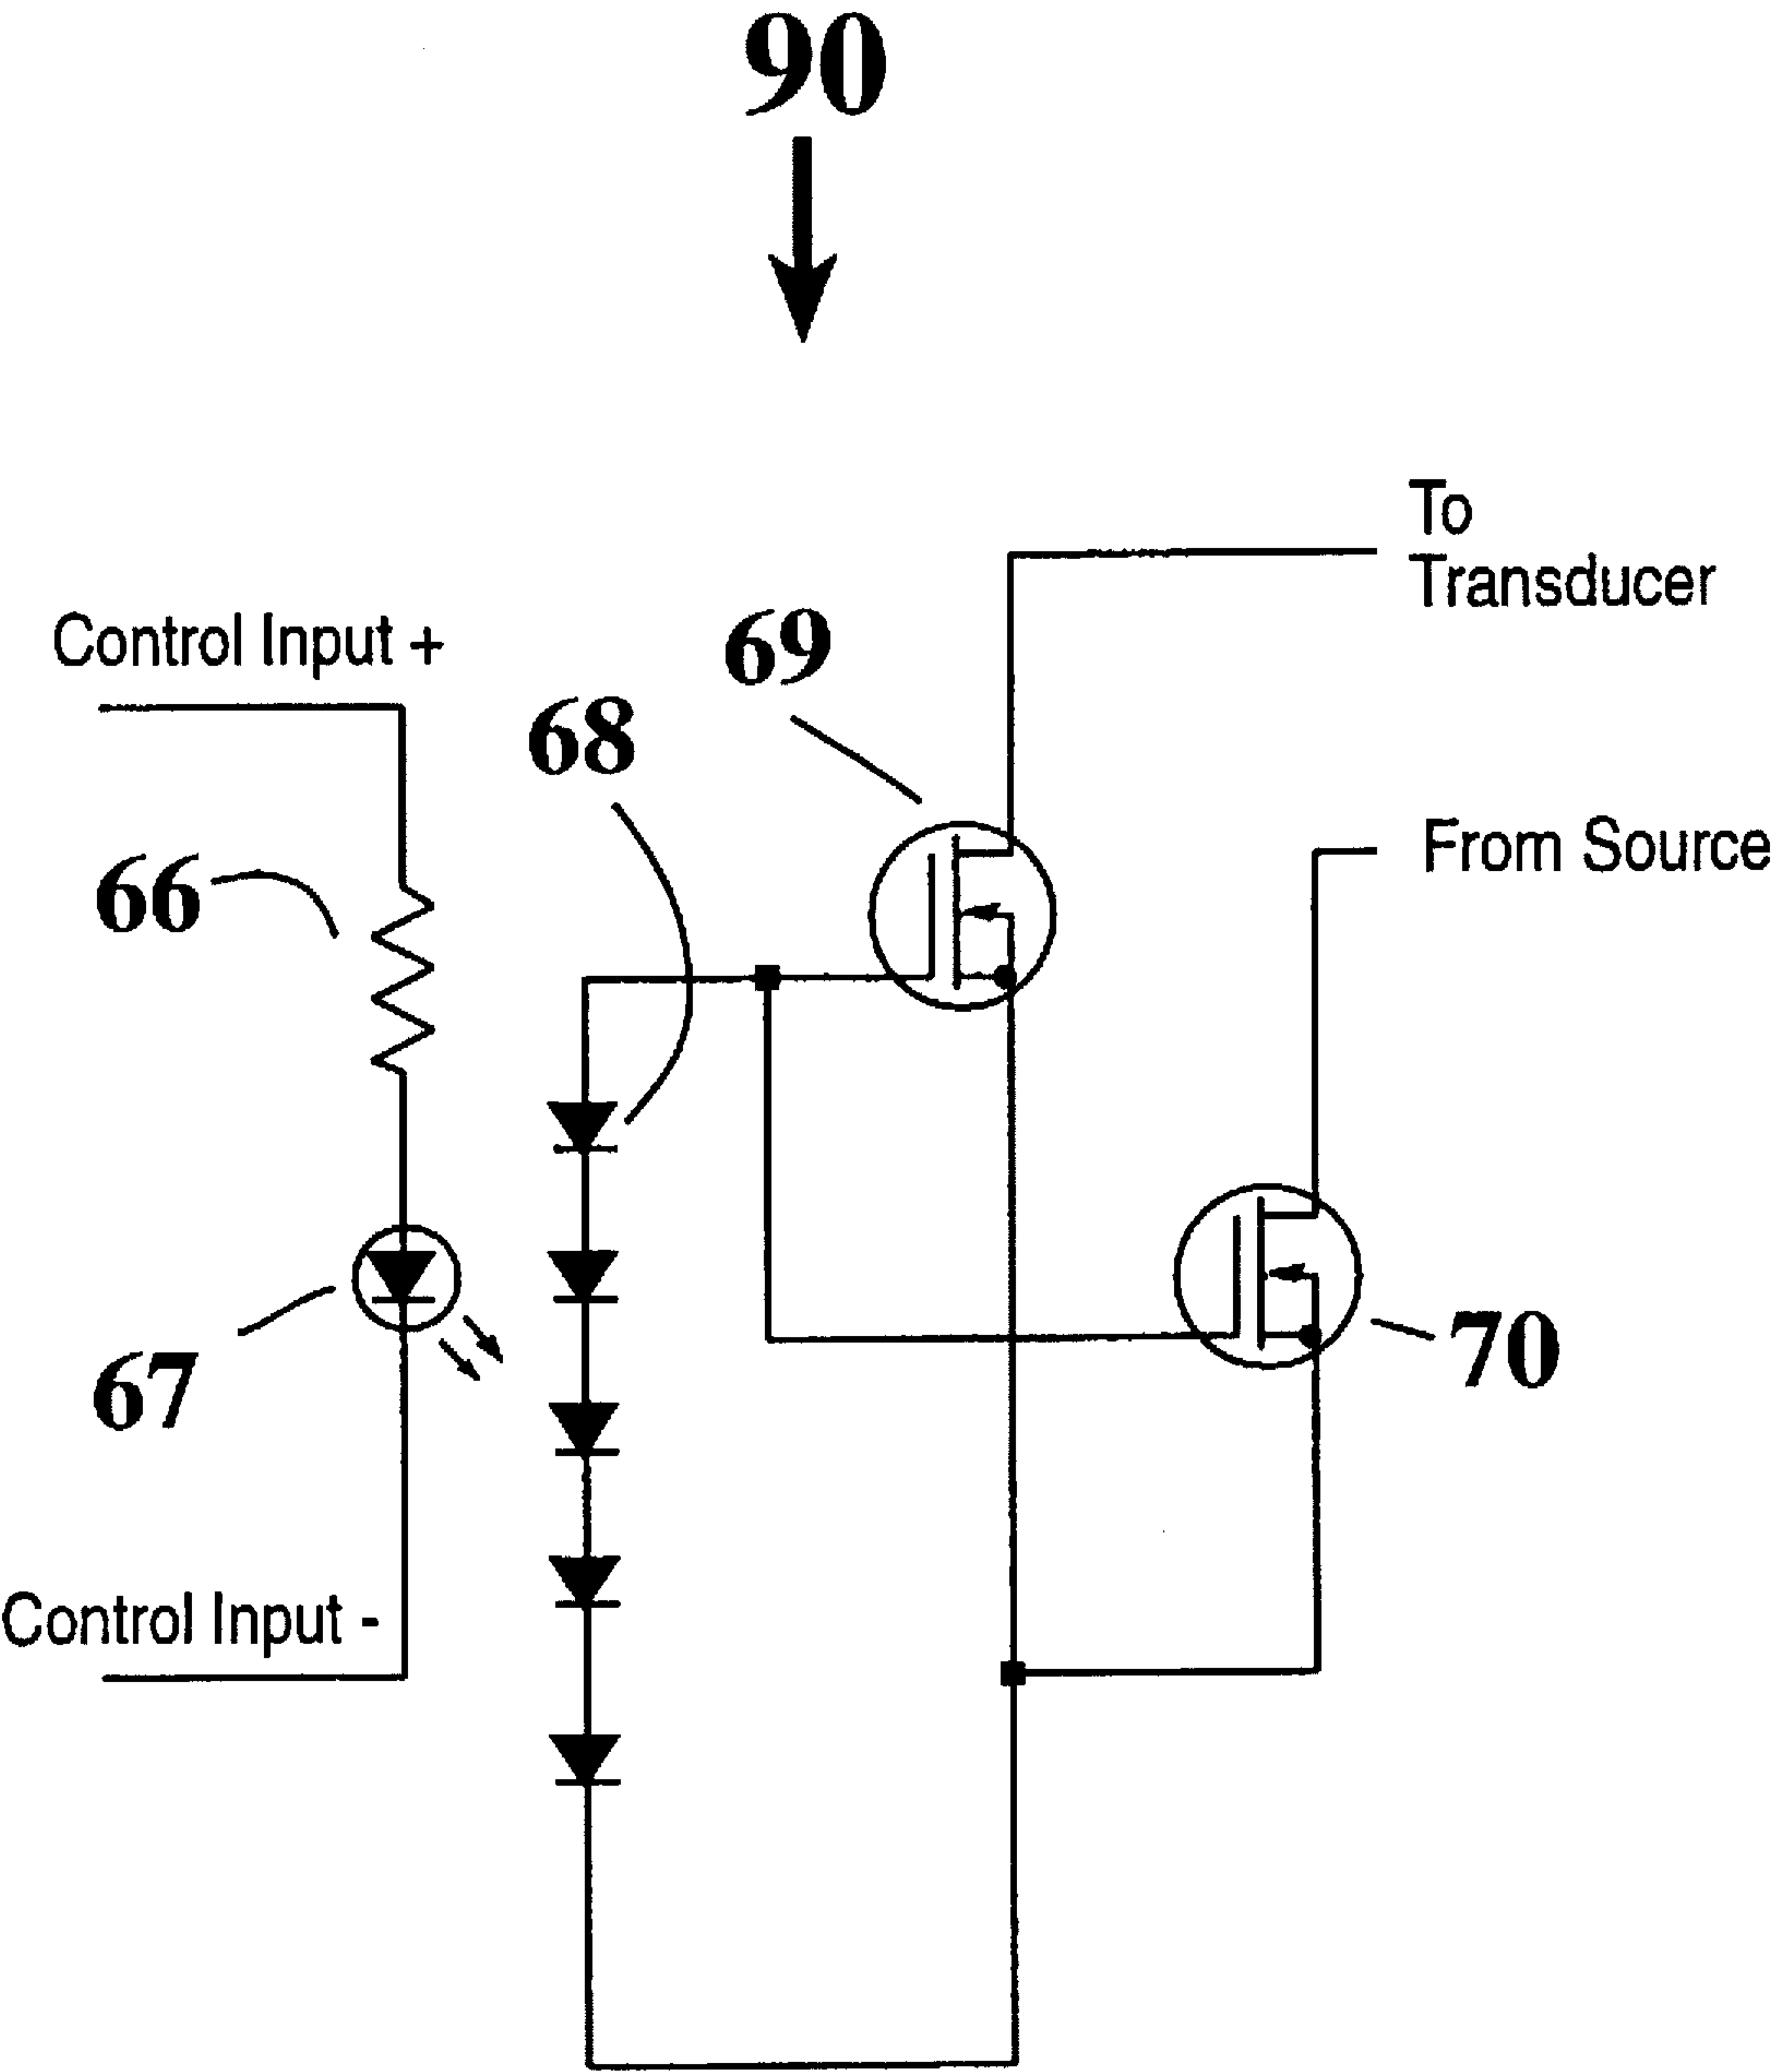 90
To
Transducer
Control Input +
69
68
From Source
66
67
70
Control Input -